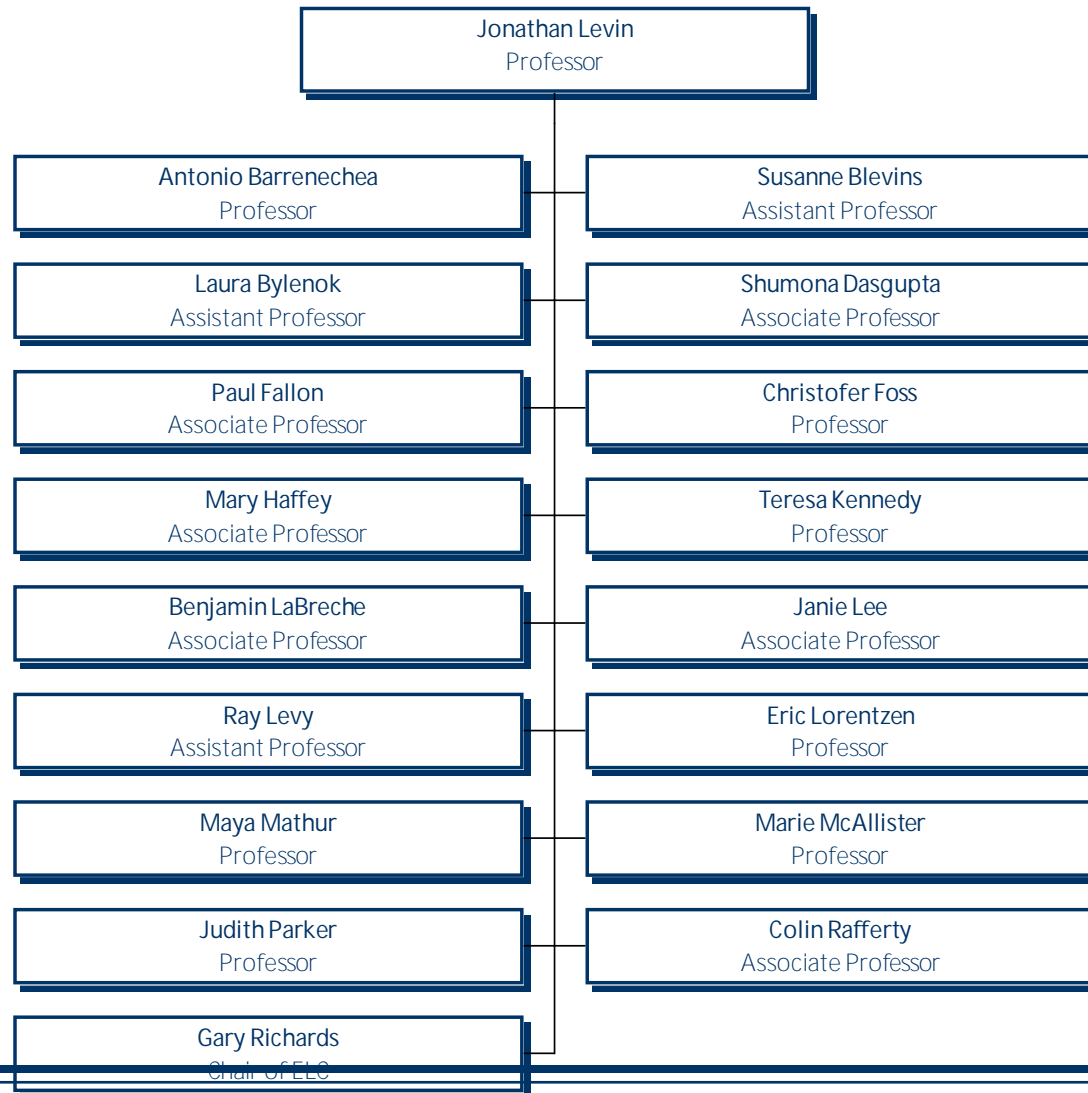 Jonathan Levin
Professor
Antonio Barrenechea
Professor
Susanne Blevins
Assistant Professor
Laura Bylenok
Assistant Professor
Shumona Dasgupta
Associate Professor
Paul Fallon
Associate Professor
Christofer Foss
Professor
Mary Haffey
Associate Professor
Teresa Kennedy
Professor
Benjamin LaBreche
Associate Professor
Janie Lee
Associate Professor
Ray Levy
Assistant Professor
Eric Lorentzen
Professor
Maya Mathur
Professor
Marie McAllister
Professor
Judith Parker
Professor
Colin Rafferty
Associate Professor
Gary Richards
Chair of ELC